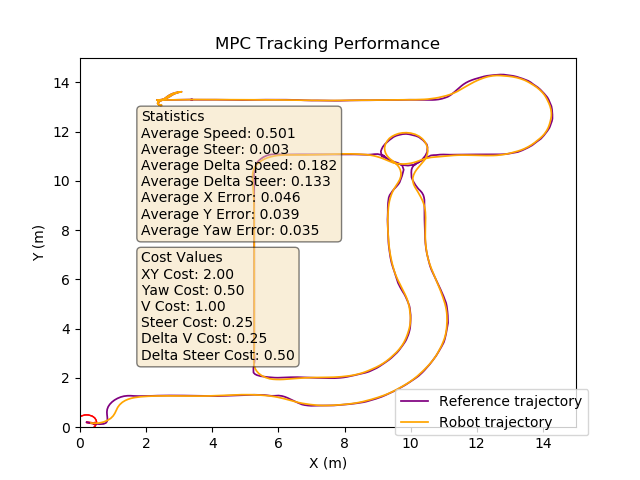 MPC Tracking Performance
14
12
10
8
6
4
2
0
Y (m)
Statistics
Average Speed: 0.501
Average Steer: 0.003
Average Delta Speed: 0.182
Average Delta Steer: 0.133
Average X Error: 0.046
Average Y Error: 0.039
Average Yaw Error: 0.035
Cost Values
XY Cost: 2.00
Yaw Cost: 0.50
V Cost: 1.00
Steer Cost: 0.25
Delta V Cost: 0.25
Delta Steer Cost: 0.50
Reference trajectory
Robot trajectory
0 2 4 6 8 10 12 14
X (m)